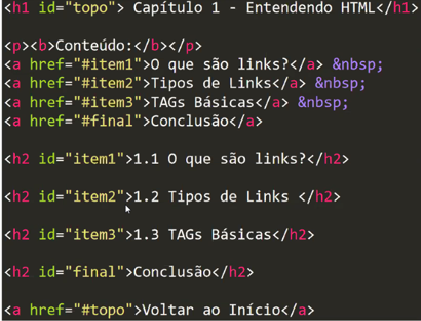 <h1 id="topo"> Capítulo 1 - Entendendo HTML</h1>
<p><b>Conteúdo:</b></p>
<a href="#item1">O que são links?</a> &nbsp;
<a href="#item2">Tipos de Links</a> &nbsp;
<a href="#item3">TAGs Básicas</a> &nbsp;
<a href="#final">Conclusão</a>
<h2 id="item1">1.1 O que são links?</h2>
<h2 id="item2">1.2 Tipos de Links </h2>
<h2 id="item3">1.3 TAGs Básicas</h2>
<h2 id="final">Conclusão</h2>
<a href="#topo">Voltar ao Início</a>